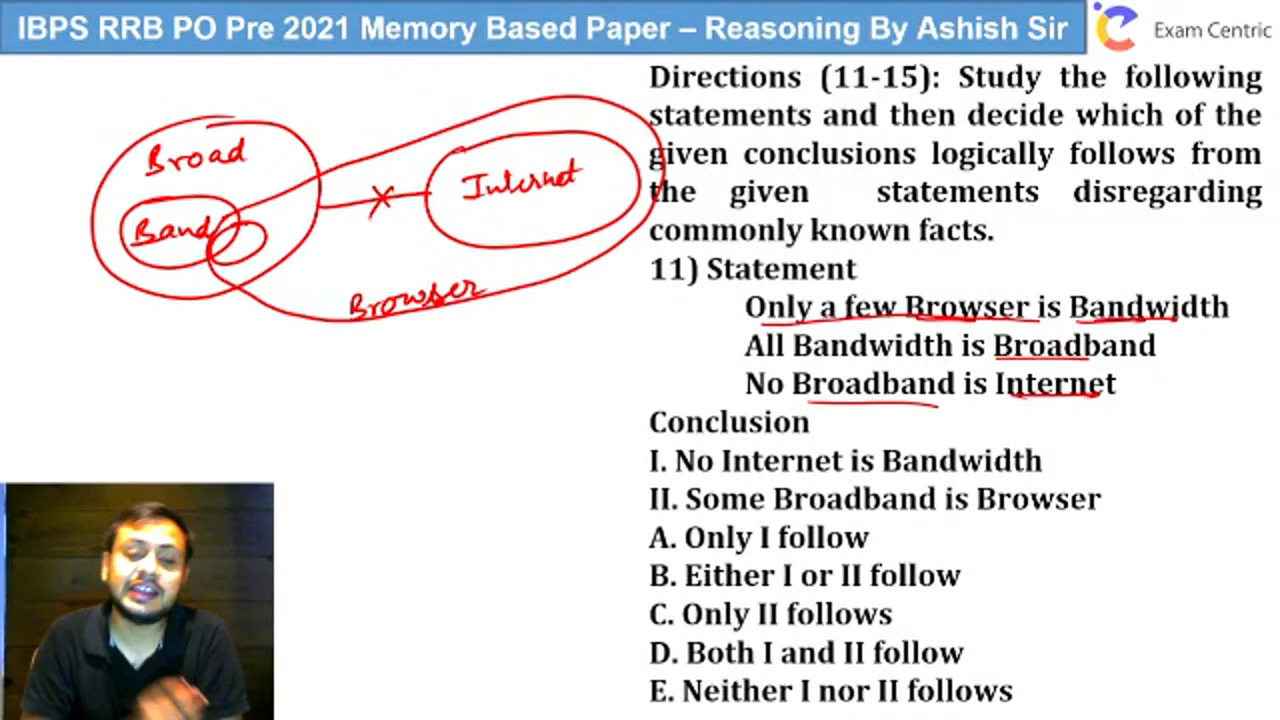 IBPS RRB PO Pre 2021 Memory Based Paper – Reasoning By Ashish Sir
Exam Centric
Directions (11-15): Study the following
statements and then decide which of the
given conclusions logically follows from
the given statements disregarding
commonly known facts.
11) Statement
Only a few Browser is Bandwidth
All Bandwidth is Broadband
No Broadband is Internet
Conclusion
I. No Internet is Bandwidth
II. Some Broadband is Browser
A. Only I follow
B. Either I or II follow
C. Only II follows
D. Both I and II follow
E. Neither I nor II follows
Broad
Band
Internet
Browser